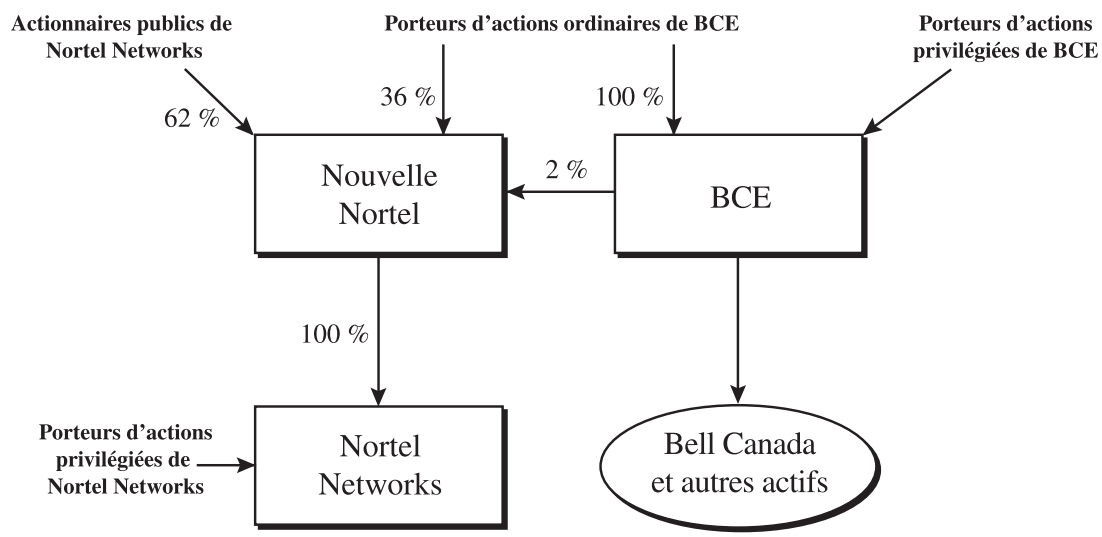 Actionnaires publics de
Nortel Networks
Porteurs d’actions ordinaires de BCE
Porteurs d’actions
privilégiées de BCE
62 %
36 %
100 %
Nouvelle
Nortel
2 %
BCE
100 %
Porteurs d’actions
privilégiées de
Nortel Networks
Nortel
Networks
Bell Canada
et autres actifs